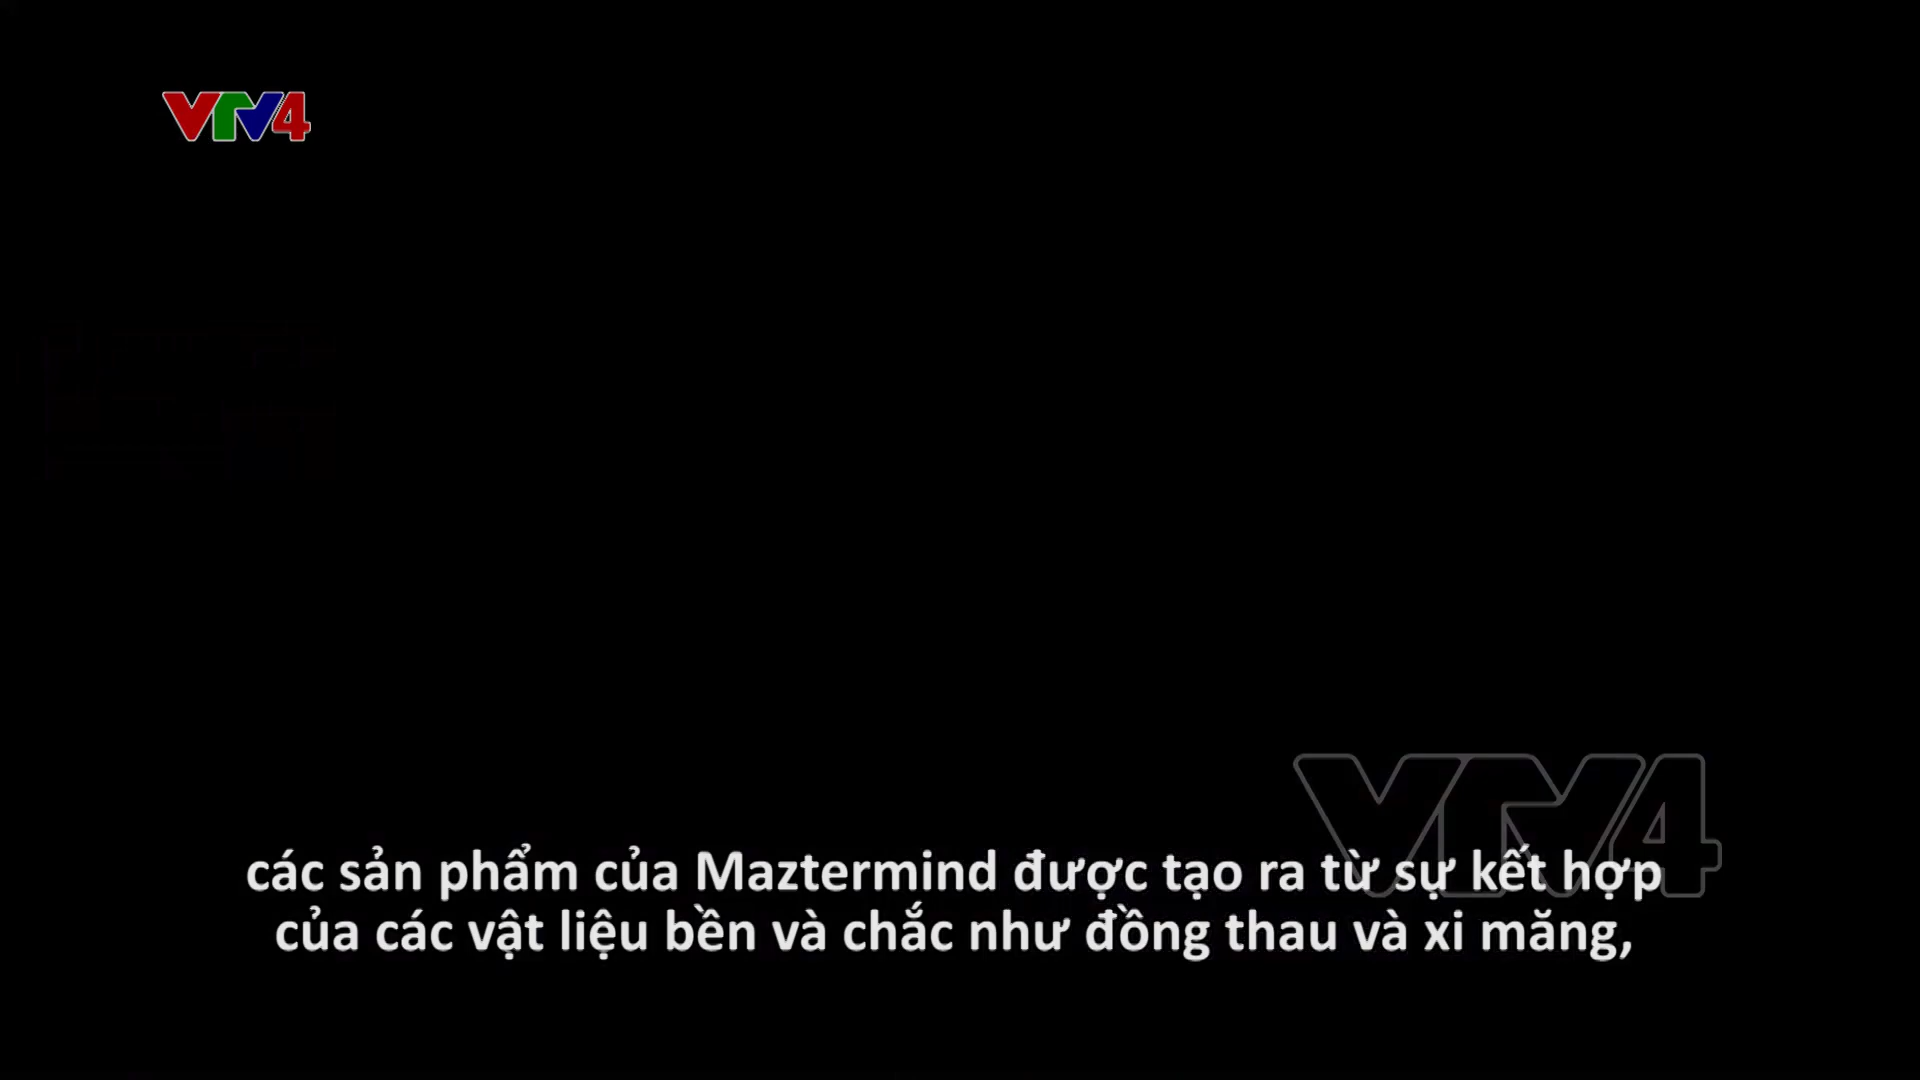 VTV4
VTV4
các sản phẩm của Maztermind được tạo ra từ sự kết hợp
của các vật liệu bền và chắc như đồng thau và xi măng,